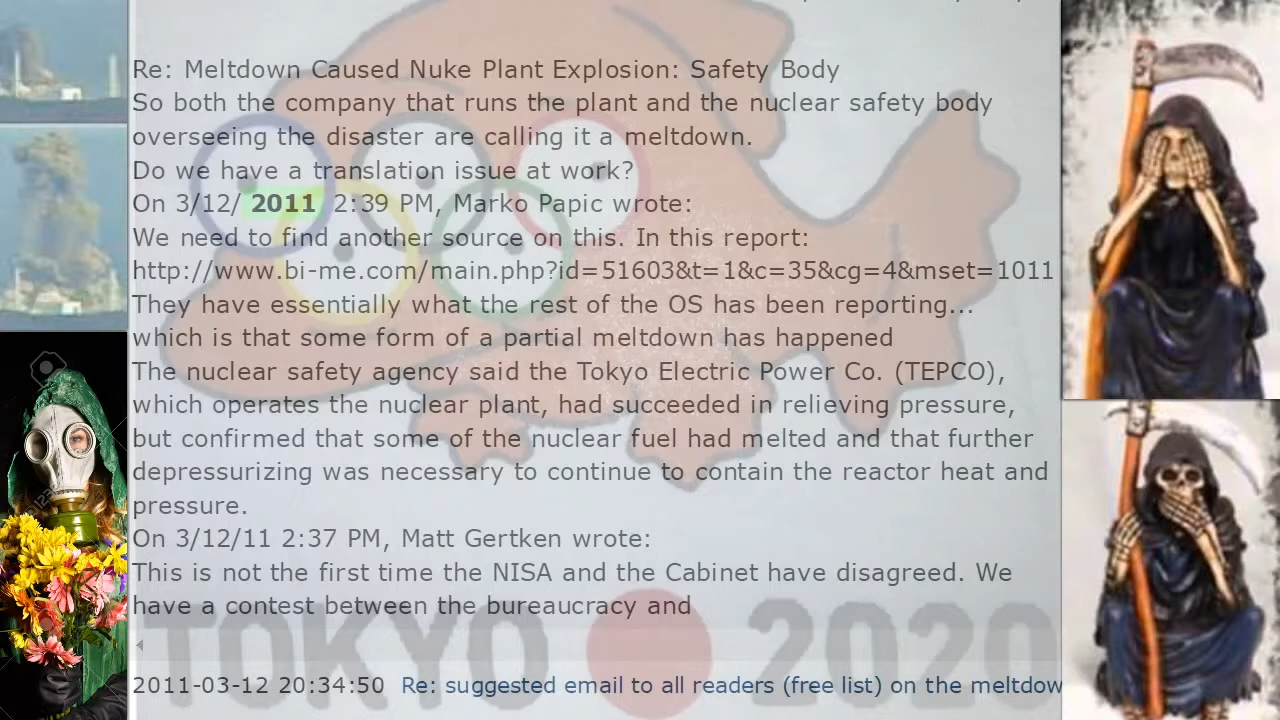 Re: Meltdown Caused Nuke Plant Explosion: Safety Body
So both the company that runs the plant and the nuclear safety body
overseeing the disaster are calling it a meltdown.
Do we have a translation issue at work?
On 3/12/ 2011 2:39 PM, Marko Papic wrote:
We need to find another source on this. In this report:
http://www.bi-me.com/main.php?id=51603&t=1&c=35&cg=4&mset=1011
They have essentially what the rest of the OS has been reporting...
which is that some form of a partial meltdown has happened
The nuclear safety agency said the Tokyo Electric Power Co. (TEPCO),
which operates the nuclear plant, had succeeded in relieving pressure,
but confirmed that some of the nuclear fuel had melted and that further
depressurizing was necessary to continue to contain the reactor heat and
pressure.
On 3/12/11 2:37 PM, Matt Gertken wrote:
This is not the first time the NISA and the Cabinet have disagreed. We
have a contest between the bureaucracy and
TOKYO 2020
2011-03-12 20:34:50 Re: suggested email to all readers (free list) on the meltdow